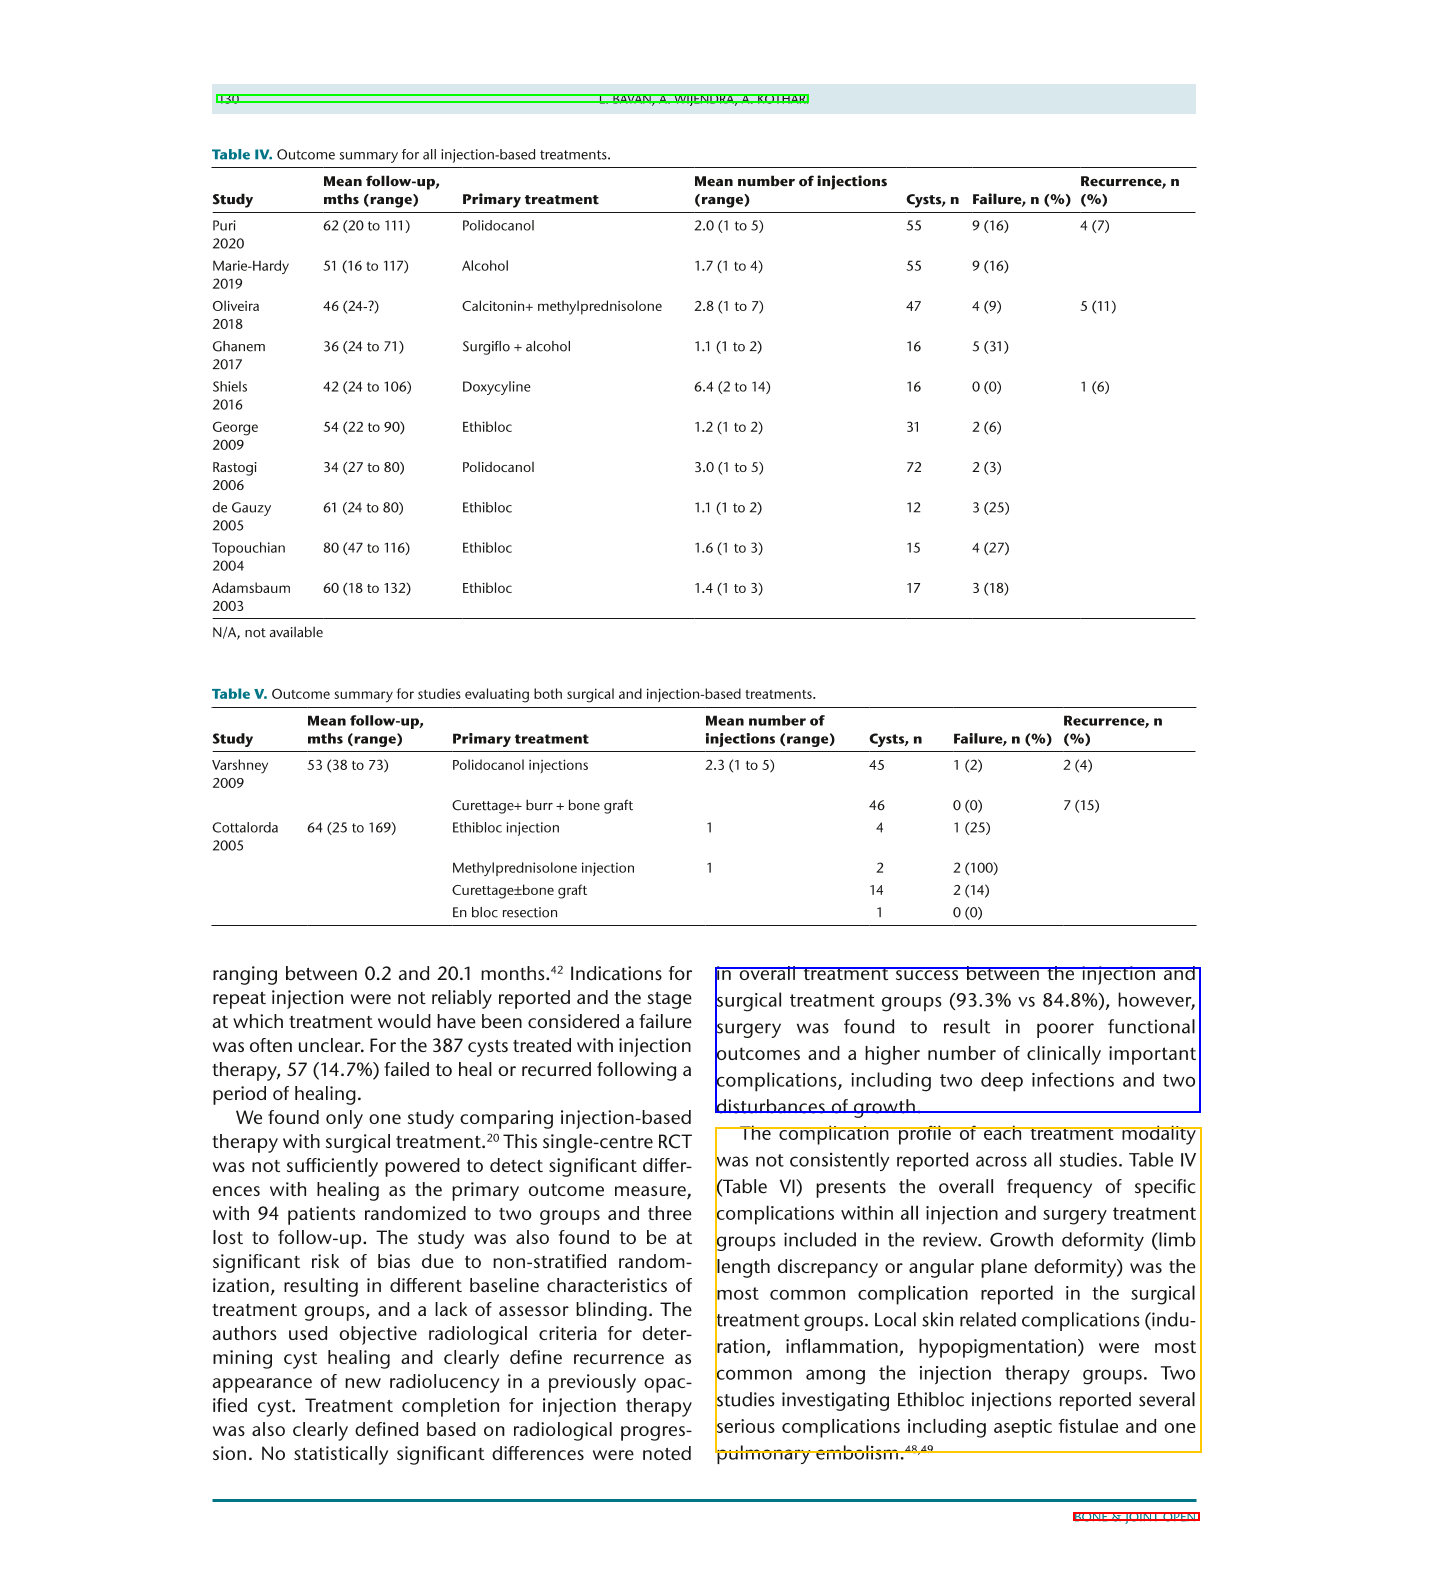 130 L. BAVAN, A. WIJENDRA, A. KOTHARI
Table IV. Outcome summary for all injection-based treatments.
Study Mean follow-up, mths (range) Primary treatment Mean number of injections (range) Cysts, n Failure, n (%) Recurrence, n (%)
Puri 2020 62 (20 to 111) Polidocanol 2.0 (1 to 5) 55 9 (16) 4 (7)
Marie-Hardy 2019 51 (16 to 117) Alcohol 1.7 (1 to 4) 55 9 (16)
Oliveira 2018 46 (24-?) Calcitonin+ methylprednisolone 2.8 (1 to 7) 47 4 (9) 5 (11)
Ghanem 2017 36 (24 to 71) Surgiflo + alcohol 1.1 (1 to 2) 16 5 (31)
Shiels 2016 42 (24 to 106) Doxycyline 6.4 (2 to 14) 16 0 (0) 1 (6)
George 2009 54 (22 to 90) Ethibloc 1.2 (1 to 2) 31 2 (6)
Rastogi 2006 34 (27 to 80) Polidocanol 3.0 (1 to 5) 72 2 (3)
de Gauzy 2005 61 (24 to 80) Ethibloc 1.1 (1 to 2) 12 3 (25)
Topouchian 2004 80 (47 to 116) Ethibloc 1.6 (1 to 3) 15 4 (27)
Adamsbaum 2003 60 (18 to 132) Ethibloc 1.4 (1 to 3) 17 3 (18)
N/A, not available
Table V. Outcome summary for studies evaluating both surgical and injection-based treatments.
Study Mean follow-up, mths (range) Primary treatment Mean number of injections (range) Cysts, n Failure, n (%) Recurrence, n (%)
Varshney 2009 53 (38 to 73) Polidocanol injections 2.3 (1 to 5) 45 1 (2) 2 (4)
Curettage+ burr + bone graft 46 0 (0) 7 (15)
Cottalorda 2005 64 (25 to 169) Ethibloc injection 1 4 1 (25)
Methylprednisolone injection 1 2 2 (100)
Curettage±bone graft 14 2 (14)
En bloc resection 1 0 (0)
ranging between 0.2 and 20.1 months.42 Indications for
repeat injection were not reliably reported and the stage
at which treatment would have been considered a failure
was often unclear. For the 387 cysts treated with injection
therapy, 57 (14.7%) failed to heal or recurred following a
period of healing.
We found only one study comparing injection-based
therapy with surgical treatment.20 This single-centre RCT
was not sufficiently powered to detect significant differ-
ences with healing as the primary outcome measure,
with 94 patients randomized to two groups and three
lost to follow-up. The study was also found to be at
significant risk of bias due to non-stratified random-
ization, resulting in different baseline characteristics of
treatment groups, and a lack of assessor blinding. The
authors used objective radiological criteria for deter-
mining cyst healing and clearly define recurrence as
appearance of new radiolucency in a previously opac-
ified cyst. Treatment completion for injection therapy
was also clearly defined based on radiological progres-
sion. No statistically significant differences were noted
in overall treatment success between the injection and
surgical treatment groups (93.3% vs 84.8%), however,
surgery was found to result in poorer functional
outcomes and a higher number of clinically important
complications, including two deep infections and two
disturbances of growth.
The complication profile of each treatment modality
was not consistently reported across all studies. Table IV
(Table VI) presents the overall frequency of specific
complications within all injection and surgery treatment
groups included in the review. Growth deformity (limb
length discrepancy or angular plane deformity) was the
most common complication reported in the surgical
treatment groups. Local skin related complications (indu-
ration, inflammation, hypopigmentation) were most
common among the injection therapy groups. Two
studies investigating Ethibloc injections reported several
serious complications including aseptic fistulae and one
pulmonary embolism.48,49
BONE & JOINT OPEN